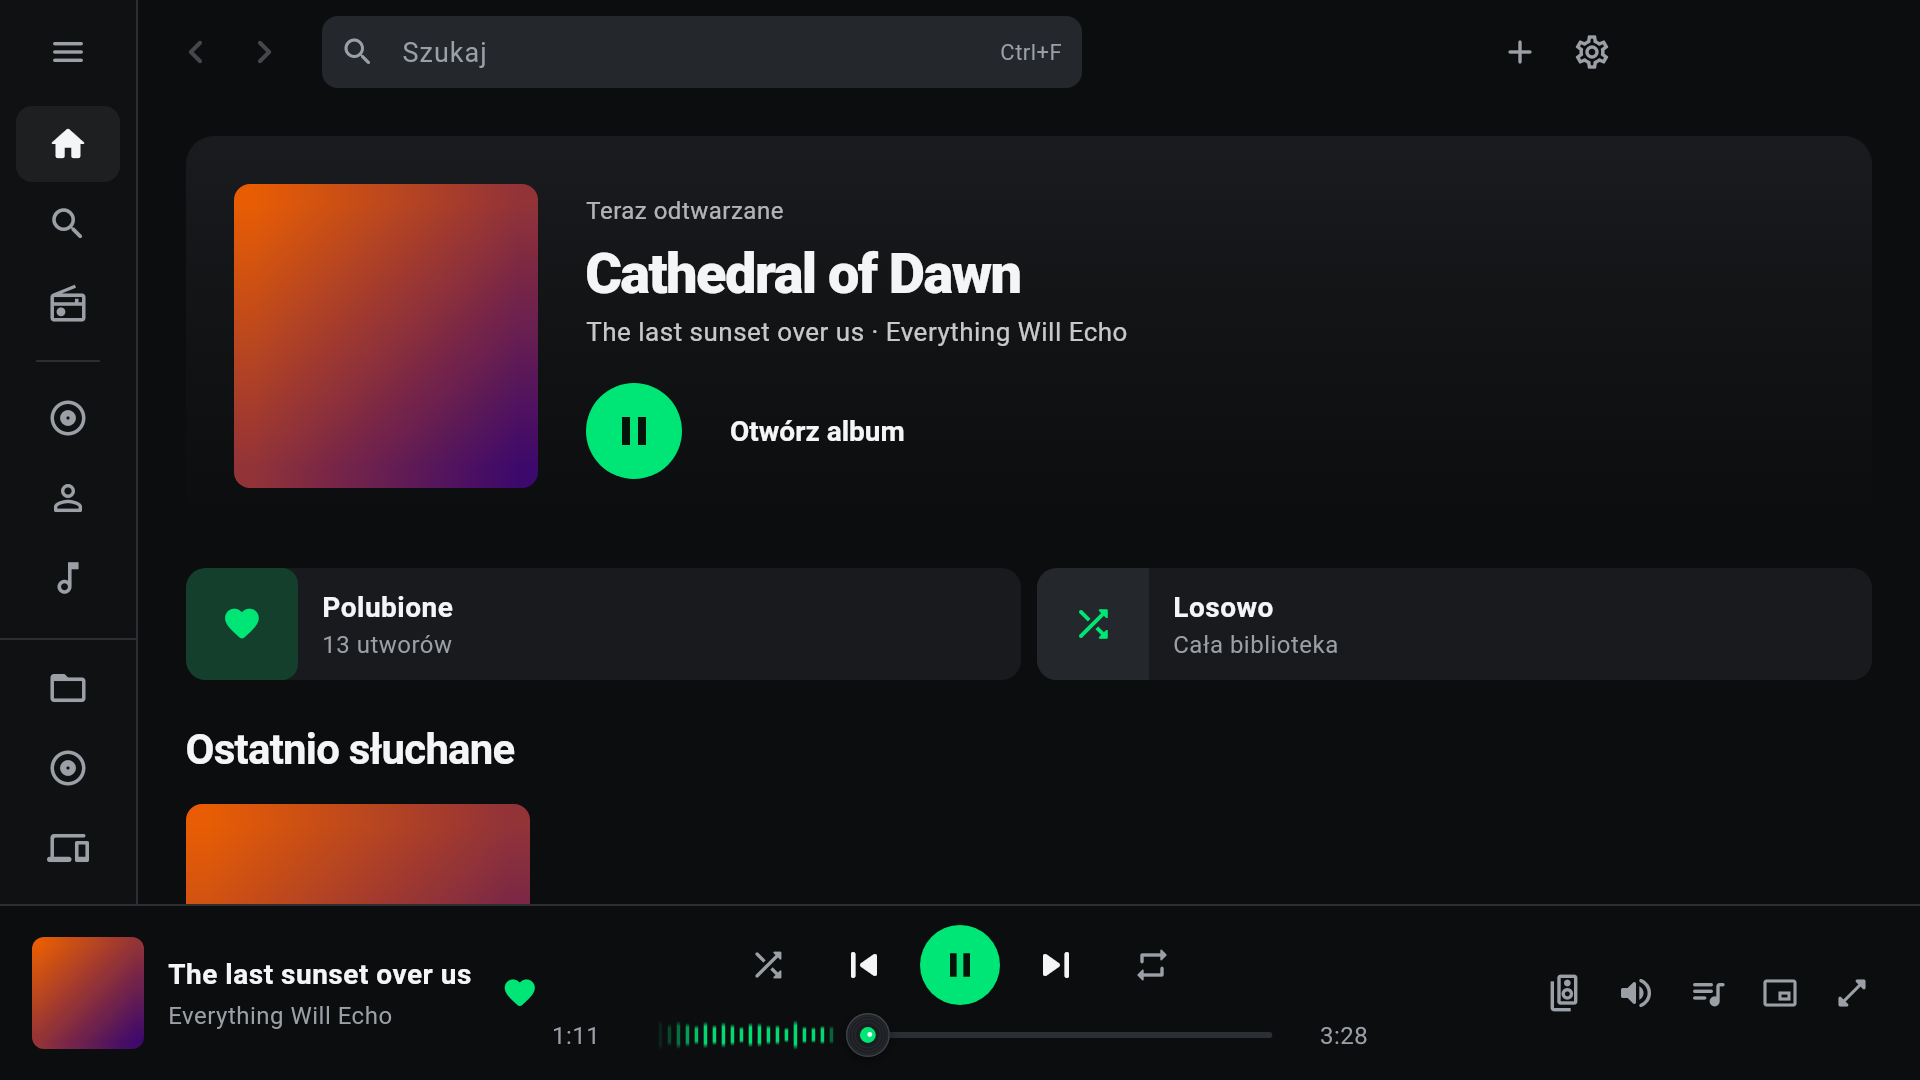 Szukaj
Ctrl+F
Teraz odtwarzane
Cathedral of Dawn
The last sunset over us · Everything Will Echo
Otwórz album
Polubione
13 utworów
Losowo
Cała biblioteka
Ostatnio słuchane
The last sunset over us
Everything Will Echo
1:11
3:28